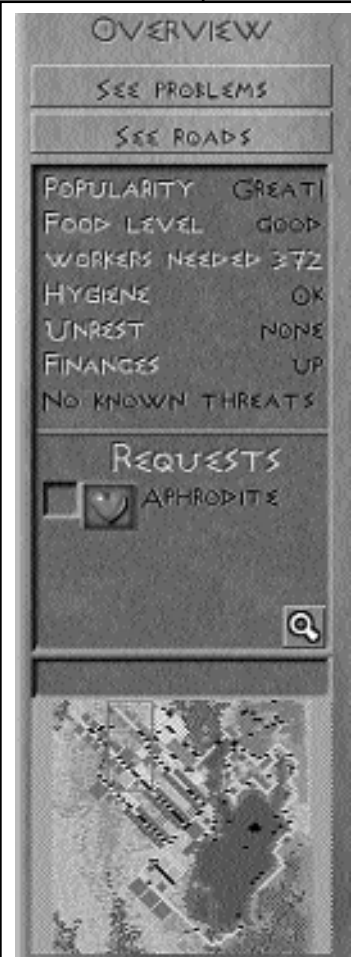 OVERVIEW
SEE PROBLEMS
SEE ROADS
POPULARITY GREAT!
FOOD LEVEL GOOD
WORKERS NEEDED 372
HYGIENE OK
UNREST NONE
FINANCES UP
NO KNOWN THREATS
REQUESTS
APHRODITE